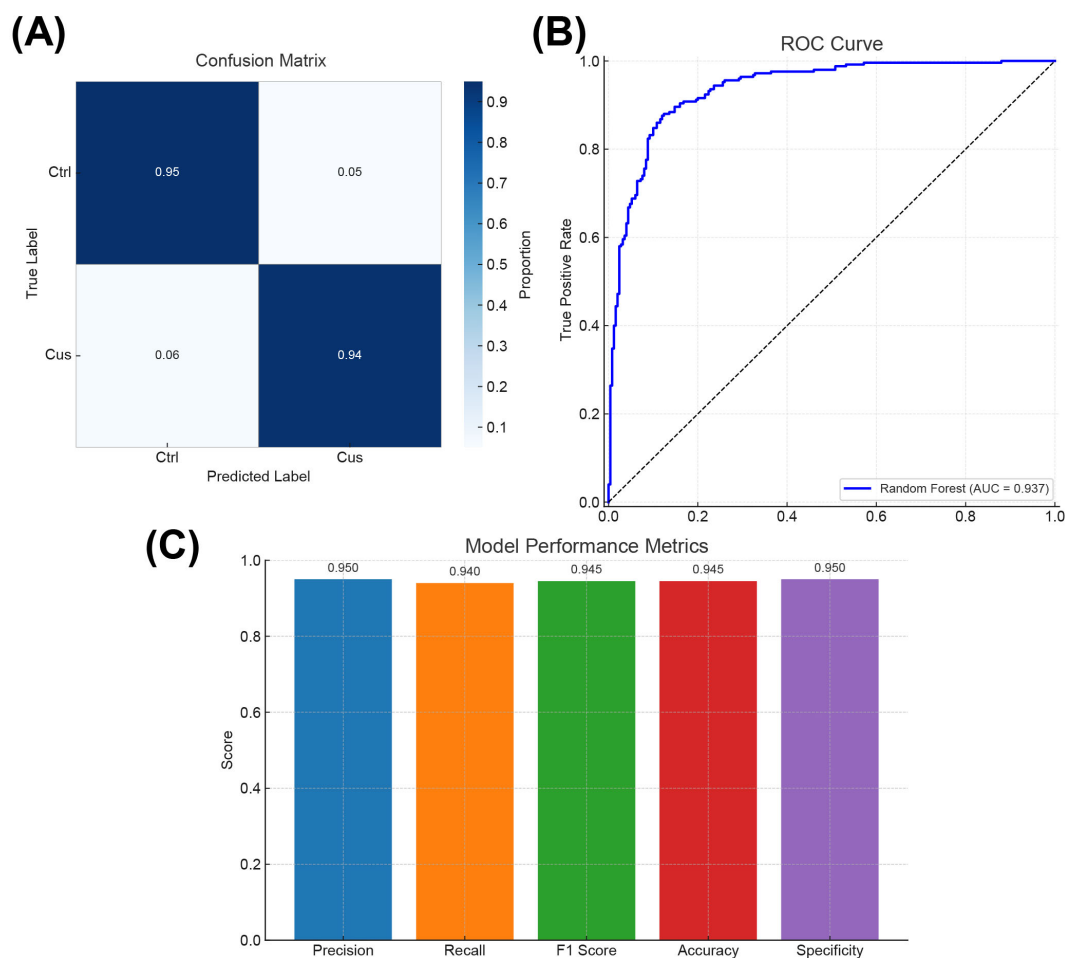 (A)
Confusion Matrix
Ctrl
Cus
True Label
0.95
0.05
0.06
0.94
Ctrl
Cus
Predicted Label
0.9
0.8
0.7
0.6
0.5
0.4
0.3
0.2
0.1
Proportion
(B)
ROC Curve
1.0
0.8
0.6
0.4
0.2
0.0
True Positive Rate
Random Forest (AUC = 0.937)
0.0
0.2
0.4
0.6
0.8
1.0
(C)
Model Performance Metrics
1.0
0.8
0.6
0.4
0.2
0.0
Score
0.950
0.940
0.945
0.945
0.950
Precision
Recall
F1 Score
Accuracy
Specificity